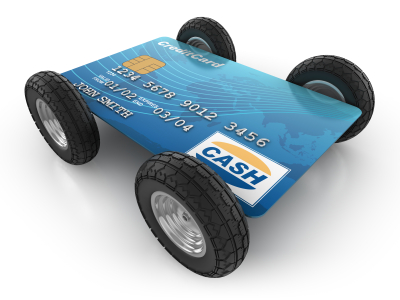 CreditCard
1234 5678 9012 3456
01/02 03/04
JOHN SMITH
CASH